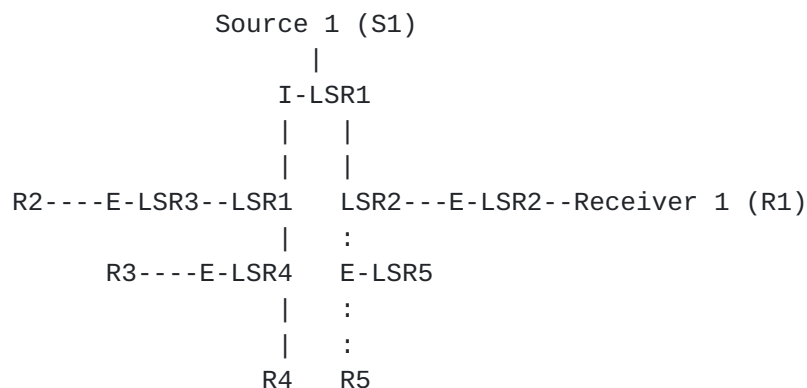 Source 1 (S1)
|
I-LSR1
|   |
|   |
R2----E-LSR3--LSR1   LSR2---E-LSR2--Receiver 1 (R1)
|   :
R3----E-LSR4   E-LSR5
|   :
|   :
R4   R5